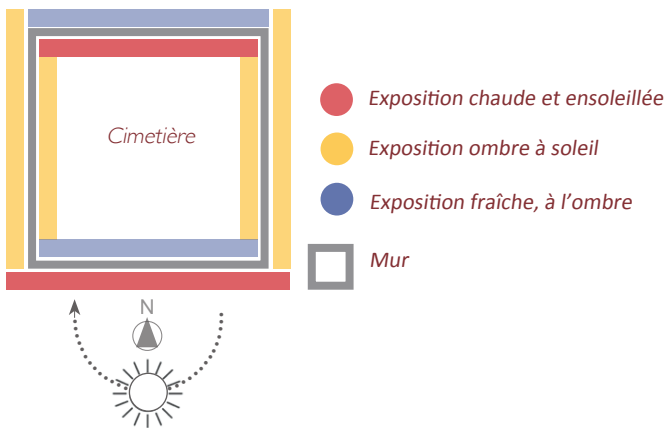 Cimetière
Exposition chaude et ensoleillée
Exposition ombre à soleil
Exposition fraîche, à l’ombre
Mur
N